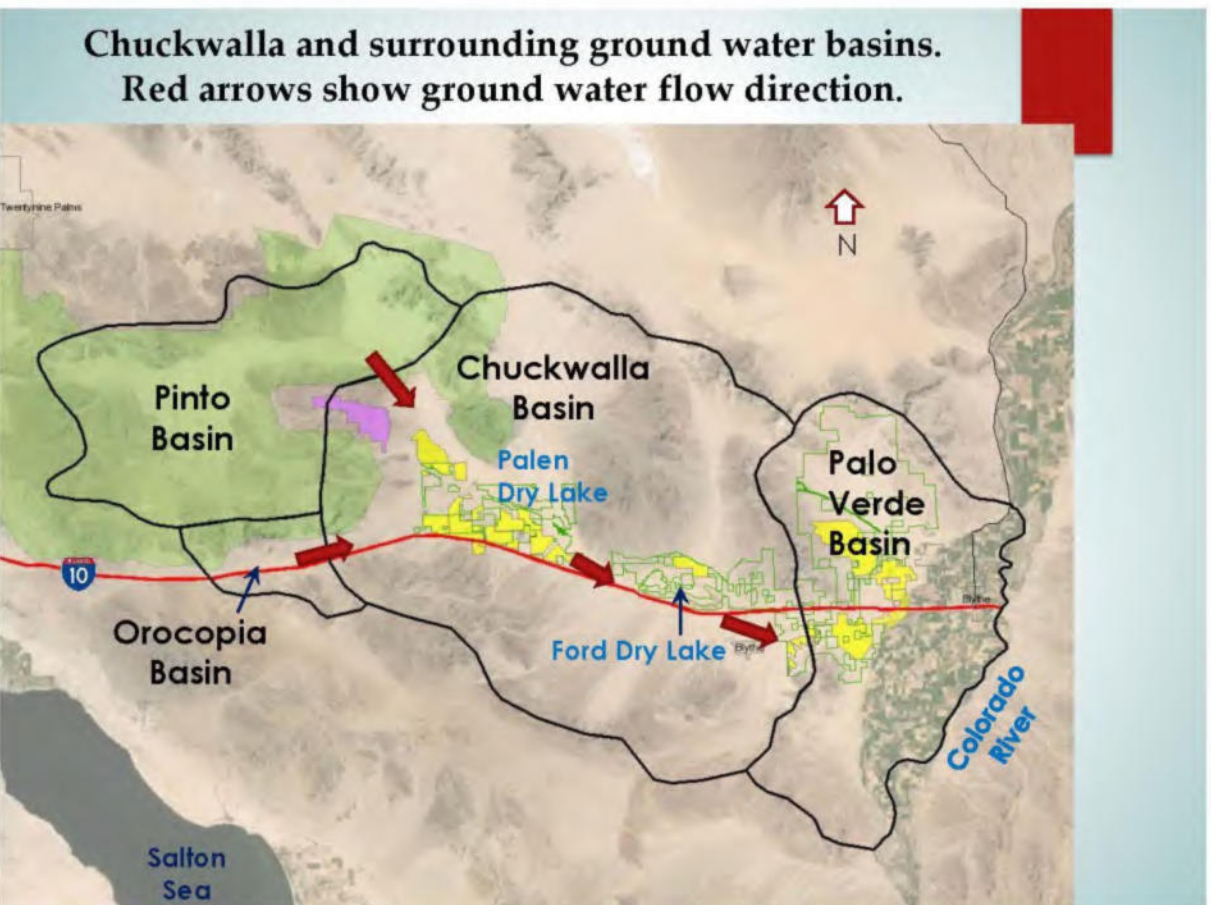 Chuckwalla and surrounding ground water basins.
Red arrows show ground water flow direction.
Twentynine Palms
N
Chuckwalla
Basin
Pinto
Basin
Palen
Dry Lake
Palo
Verde
Basin
10
Orocopia
Basin
Ford Dry Lake
Blythe
Blythe
Colorado
River
Salton
Sea